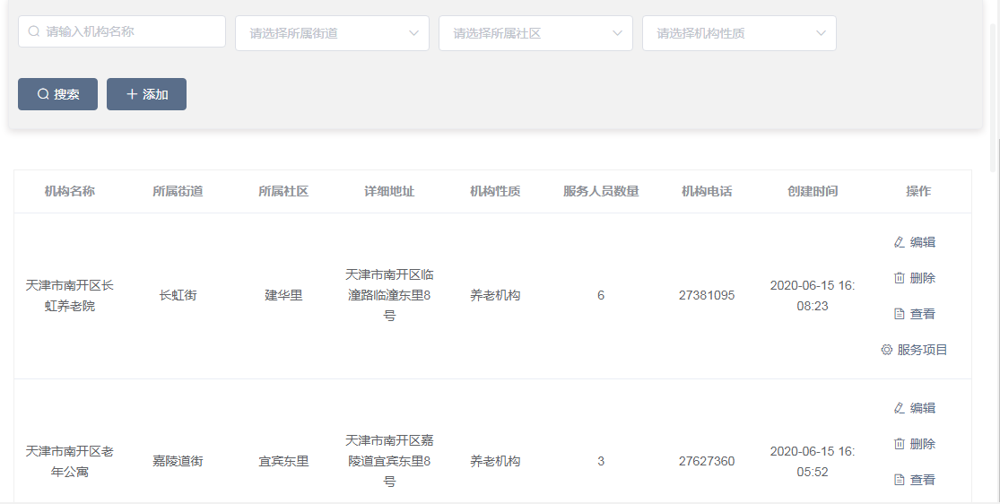 请输入机构名称 请选择所属街道 请选择所属社区 请选择机构性质
搜索 添加
机构名称 所属街道 所属社区 详细地址 机构性质 服务人员数量 机构电话 创建时间 操作
天津市南开区长
虹养老院
长虹街
建华里
天津市南开区临
潼路临潼东里8
号
养老机构
6
27381095
2020-06-15 16:
08:23
编辑
删除
查看
服务项目
天津市南开区老
年公寓
嘉陵道街
宜宾东里
天津市南开区嘉
陵道宜宾东里8
号
养老机构
3
27627360
2020-06-15 16:
05:52
编辑
删除
查看